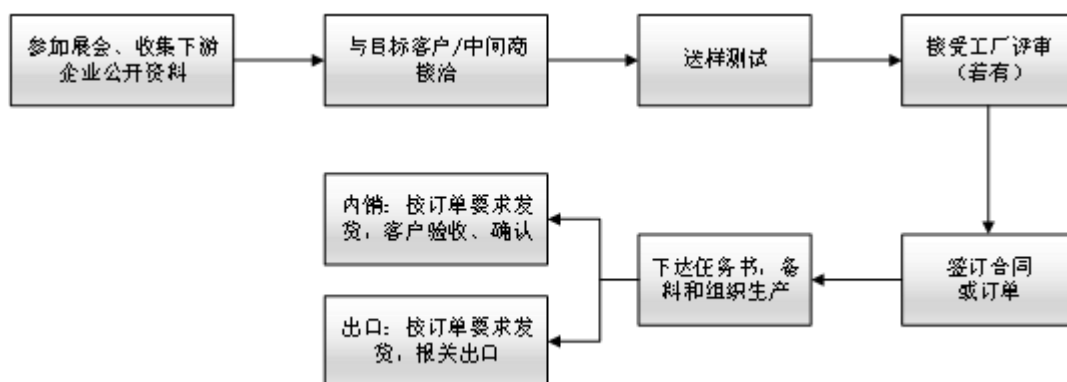 参加展会、收集下游
企业公开资料
与目标客户/中间商
接洽
送样测试
接受工厂评审
（若有）
签订合同
或订单
下达任务书，备
料和组织生产
内销：按订单要求发
货，客户验收、确认
出口：按订单要求发
货，报关出口